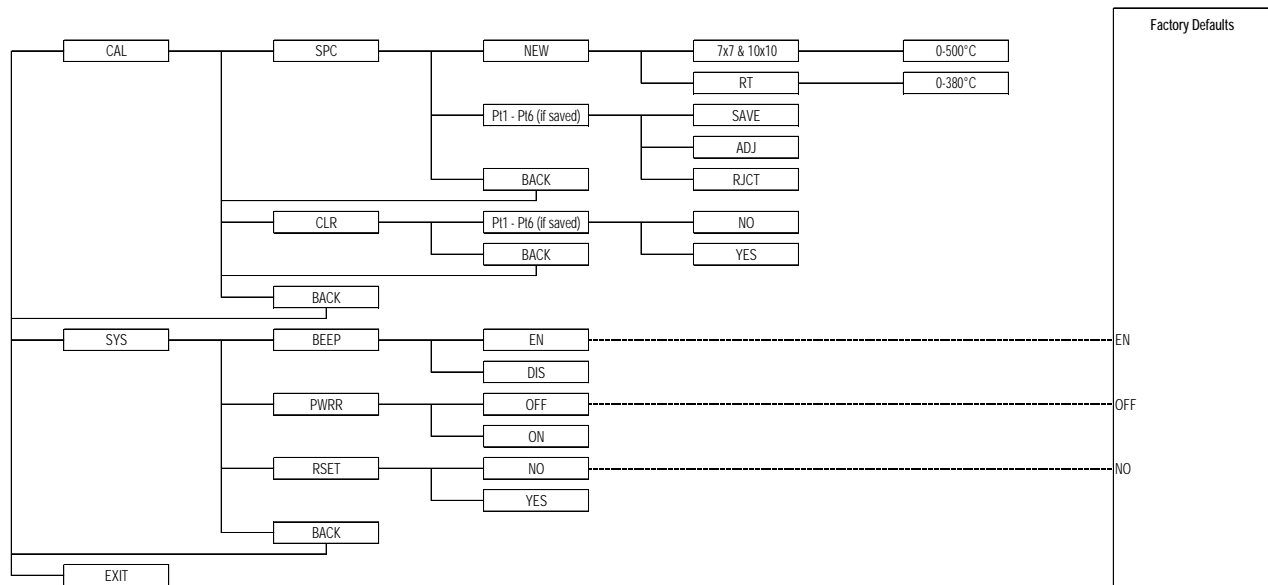 Factory Defaults
CAL SPC NEW 7x7 & 10x10 0-500°C
RT 0-380°C
Pt1 - Pt6 (if saved) SAVE
ADJ
BACK RJCT
CLR Pt1 - Pt6 (if saved) NO
BACK YES
BACK
SYS BEEP EN EN
DIS
PWRR OFF OFF
ON
RSET NO NO
YES
BACK
EXIT